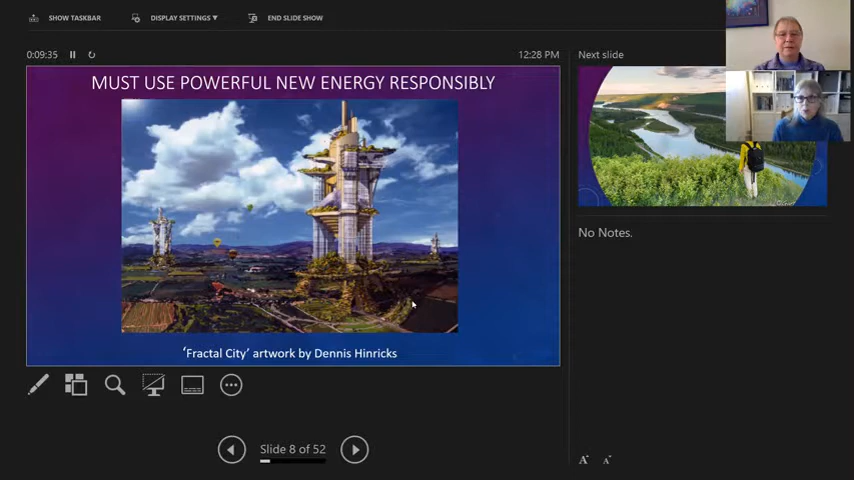 SHOW TASKBAR
DISPLAY SETTINGS ▼
END SLIDE SHOW
0:09:35
12:28 PM
Next slide
MUST USE POWERFUL NEW ENERGY RESPONSIBLY
'Fractal City' artwork by Dennis Hinricks
No Notes.
Slide 8 of 52
A A